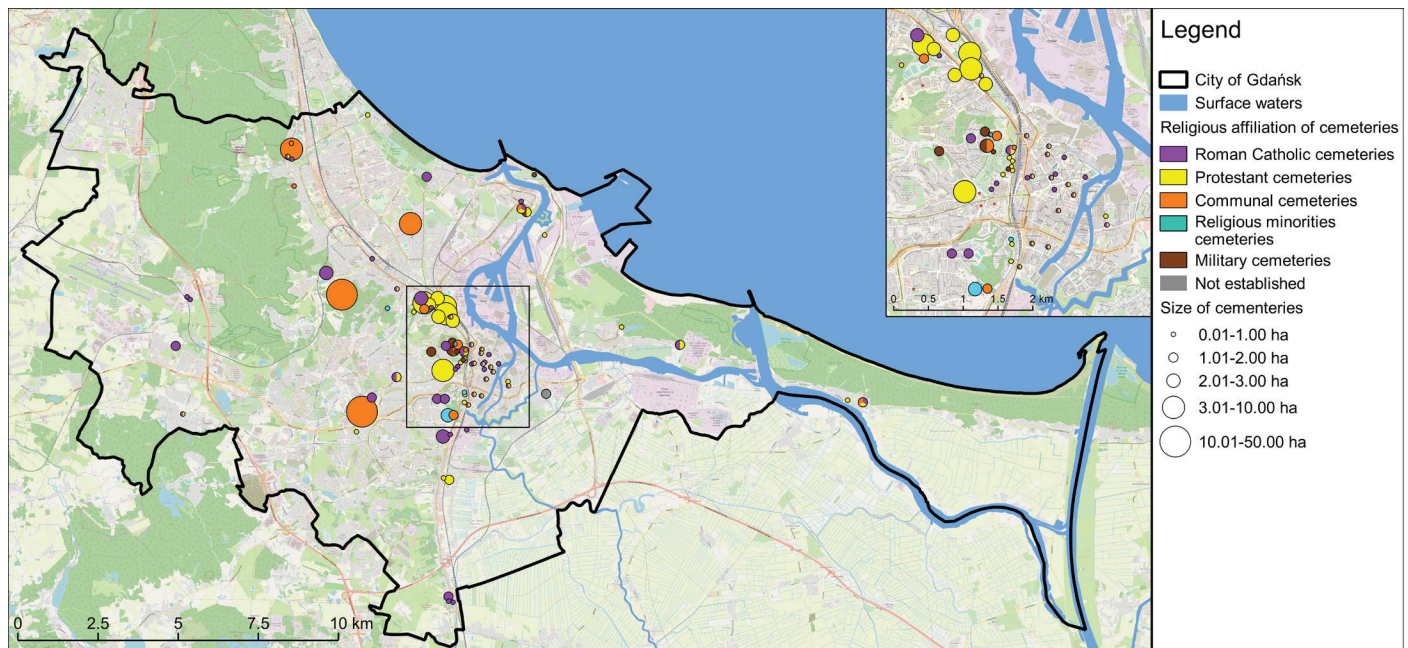 Legend
City of Gdańsk
Surface waters
Religious affiliation of cemeteries
Roman Catholic cemeteries
Protestant cemeteries
Communal cemeteries
Religious minorities
cemeteries
Military cemeteries
Not established
Size of cementeries
0.01-1.00 ha
1.01-2.00 ha
2.01-3.00 ha
3.01-10.00 ha
10.01-50.00 ha
0 0.5 1 1.5 2 km
0 2.5 5 7.5 10 km